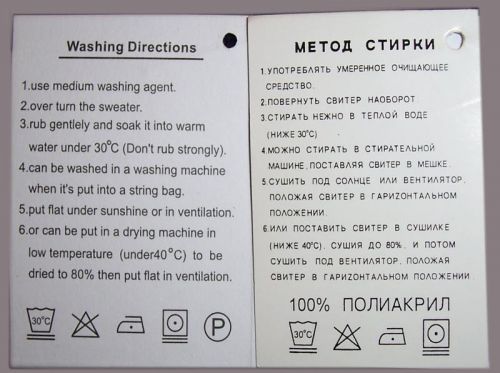 Washing Directions
1.use medium washing agent.
2.over turn the sweater.
3.rub gentlely and soak it into warm
water under 30°C (Don't rub strongly).
4.can be washed in a washing machine
when it's put into a string bag.
5.put flat under sunshine or in ventilation.
6.or can be put in a drying machine in
low temperature (under40°C) to be
dried to 80% then put flat in ventilation.
30°C
P
МЕТОД СТИРКИ
1.УПОТРЕБЛЯТЬ УМЕРЕННОЕ ОЧИЩАЮЩЕЕ
СРЕДСТВО.
2.ПОВЕРНУТЬ СВИТЕР НАОБОРОТ
3.СТИРАТЬ НЕЖНО В ТЕПЛОЙ ВОДЕ
(НИЖЕ 30°C)
4.МОЖНО СТИРАТЬ В СТИРАТЕЛЬНОЙ
МАШИНЕ, ПОСТАВЛЯЯ СВИТЕР В МЕШКЕ.
5.СУШИТЬ ПОД СОЛНЦЕ ИЛИ ВЕНТИЛЯТОР,
ПОЛОЖАЯ СВИТЕР В ГАРИZОНТАЛЬНОМ
ПОЛОЖЕНИИ.
6.ИЛИ ПОСТАВИТЬ СВИТЕР В СУШИЛКЕ
(НИЖЕ 40°C), СУШИЯ ДО 80%, И ПОТОМ
СУШИТЬ ПОД ВЕНТИЛЯТОР, ПОЛОЖАЯ
СВИТЕР В ГАРИZОНТАЛЬНОМ ПОЛОЖЕНИИ.
100% ПОЛИАКРИЛ
30°C